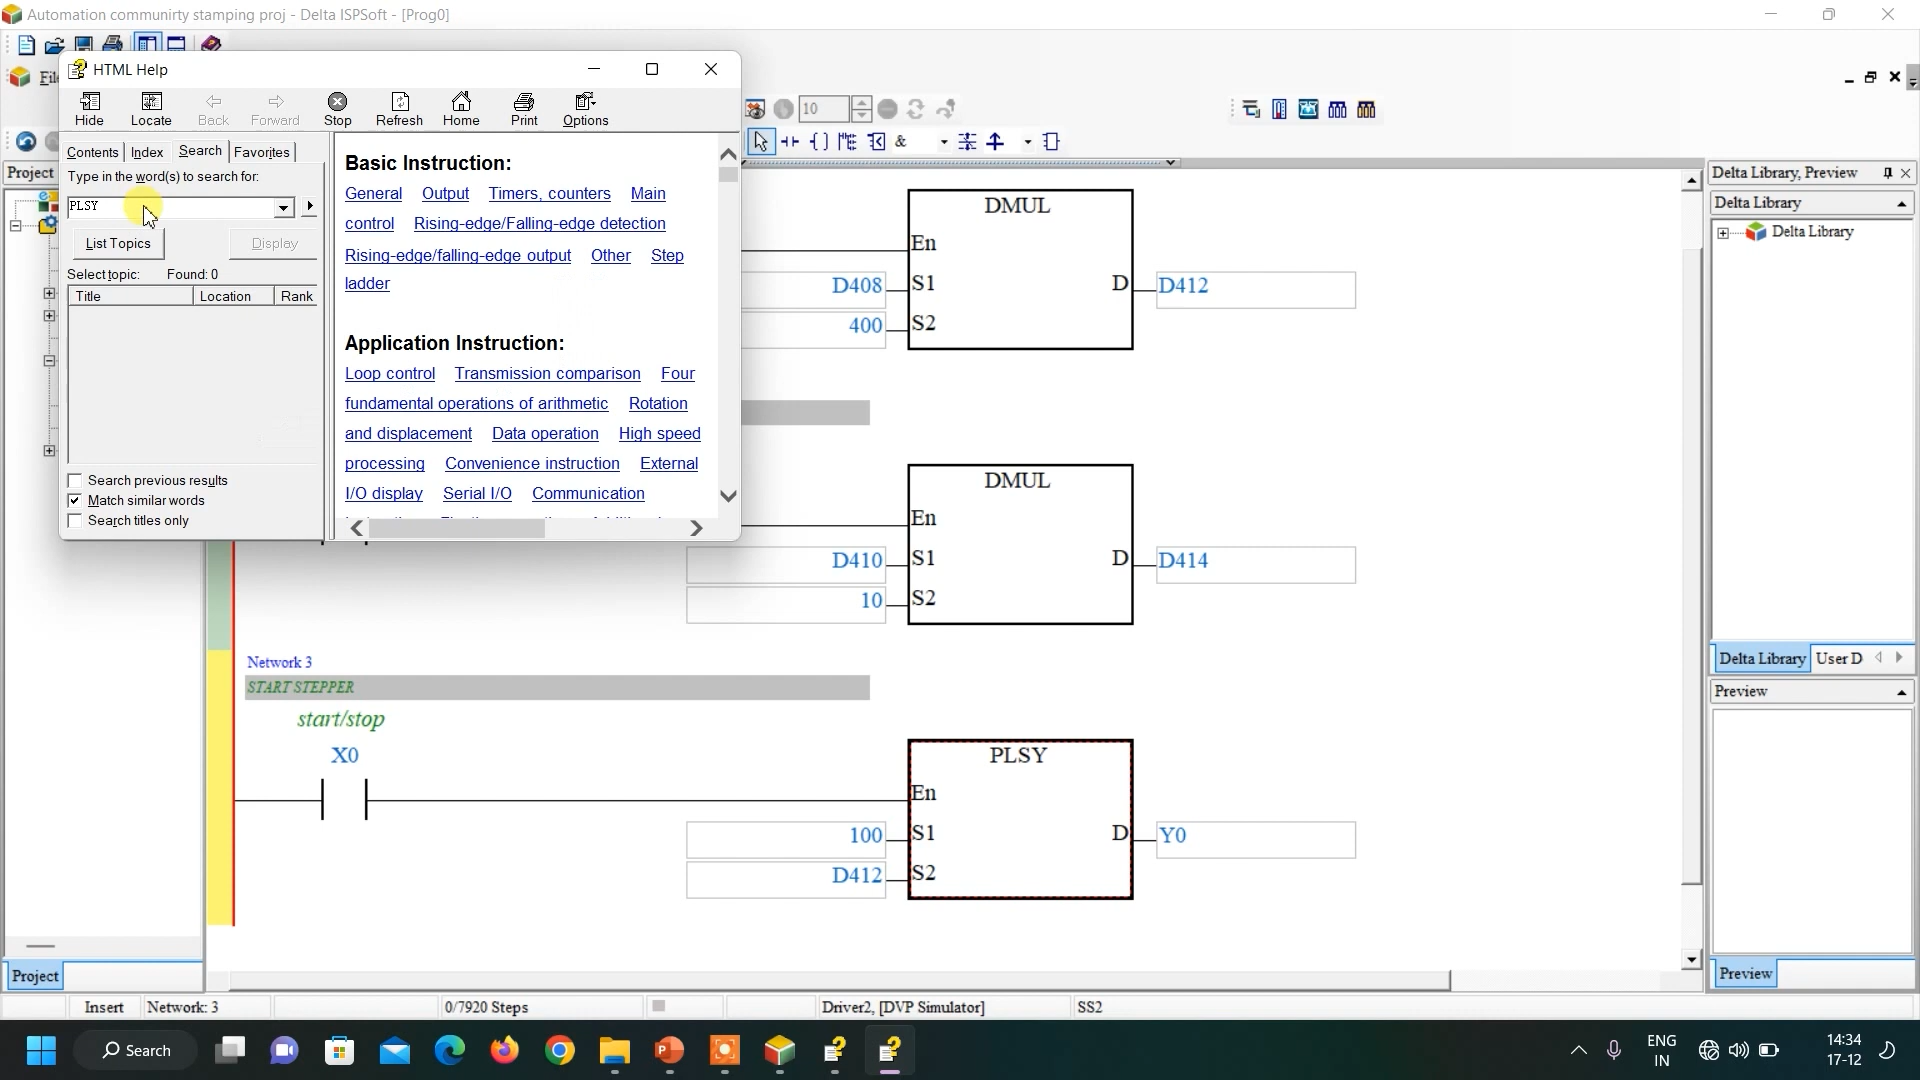 Automation communirty stamping proj - Delta ISPSoft - [Prog0]
HTML Help
Hide Locate Back Forward Stop Refresh Home Print Options
10
&
Contents Index Search Favorites
Type in the word(s) to search for:
PLSY
List Topics Display
Select topic: Found: 0
Title Location Rank
Search previous results
Match similar words
Search titles only
Basic Instruction:
General Output Timers, counters Main
control Rising-edge/Falling-edge detection
Rising-edge/falling-edge output Other Step
ladder
Application Instruction:
Loop control Transmission comparison Four
fundamental operations of arithmetic Rotation
and displacement Data operation High speed
processing Convenience instruction External
I/O display Serial I/O Communication
Project
DMUL
En
D408 S1 D D412
400 S2
DMUL
En
D410 S1 D D414
10 S2
Network 3
START STEPPER
start/stop
X0
PLSY
En
100 S1 D Y0
D412 S2
Delta Library, Preview
Delta Library
Delta Library
Delta Library User D
Preview
Preview
Project
Insert Network: 3 0/7920 Steps Driver2, [DVP Simulator] SS2
Search
ENG
IN
14:34
17-12